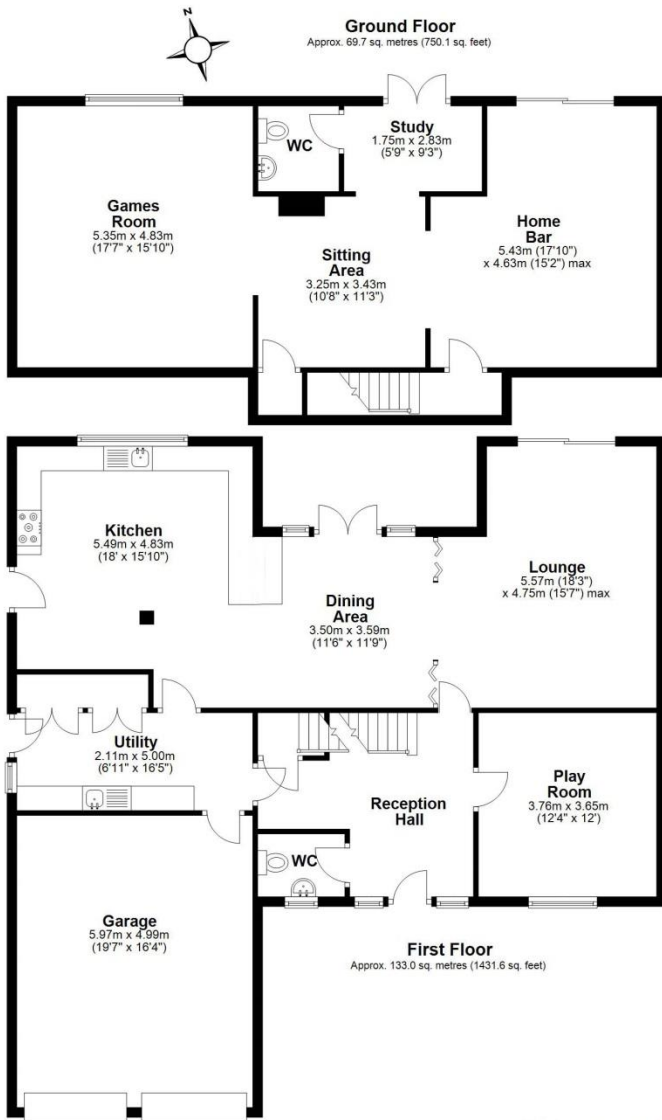 N
Ground Floor
Approx. 69.7 sq. metres (750.1 sq. feet)
Study
1.75m x 2.83m
(5'9" x 9'3")
WC
Games
Room
5.35m x 4.83m
(17'7" x 15'10")
Home
Bar
5.43m (17'10")
x 4.63m (15'2") max
Sitting
Area
3.25m x 3.43m
(10'8" x 11'3")
Kitchen
5.49m x 4.83m
(18' x 15'10")
Lounge
5.57m (18'3")
x 4.75m (15'7") max
Dining
Area
3.50m x 3.59m
(11'6" x 11'9")
Utility
2.11m x 5.00m
(6'11" x 16'5")
Play
Room
3.76m x 3.65m
(12'4" x 12')
Reception
Hall
WC
Garage
5.97m x 4.99m
(19'7" x 16'4")
First Floor
Approx. 133.0 sq. metres (1431.6 sq. feet)